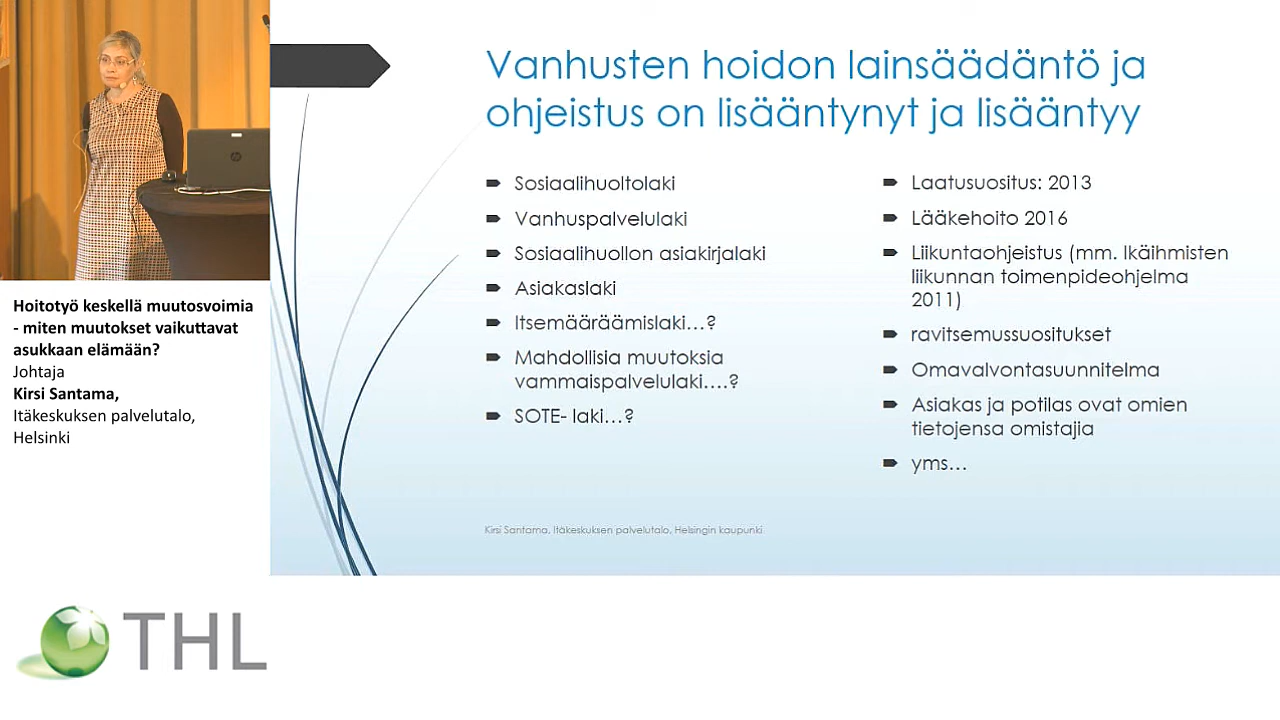 Vanhusten hoidon lainsäädäntö ja
ohjeistus on lisääntynyt ja lisääntyy
Sosiaalihuoltolaki
Vanhuspalvelulaki
Sosiaalihuollon asiakirjalaki
Asiakaslaki
Itsemääräämislaki...?
Mahdollisia muutoksia
vammaispalvelulaki....?
SOTE- laki...?
Laatusuositus: 2013
Lääkehoito 2016
Liikuntaohjeistus (mm. Ikäihmisten
liikunnan toimenpideohjelma
2011)
ravitsemussuositukset
Omavalvontasuunnitelma
Asiakas ja potilas ovat omien
tietojensa omistajia
yms...
Kirsi Santama, Itäkeskuksen palvelutalo, Helsingin kaupunki
Hoitotyö keskellä muutosvoimia
- miten muutokset vaikuttavat
asukkaan elämään?
Johtaja
Kirsi Santama,
Itäkeskuksen palvelutalo,
Helsinki
THL